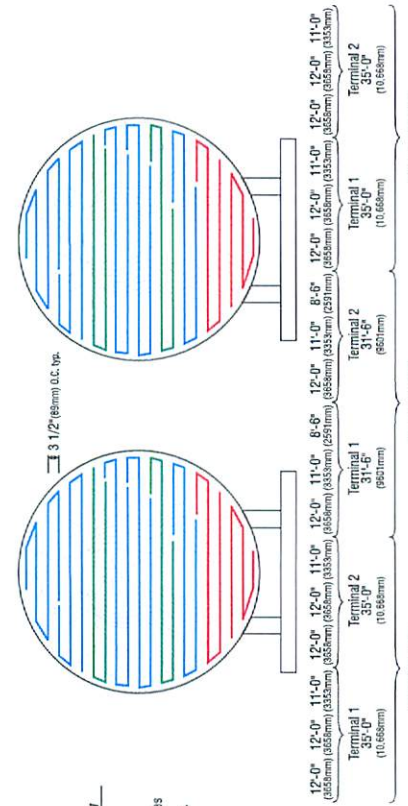 3 1/2" (89mm) O.C. typ.
es
12'-0" 12'-0" 11'-0" 12'-0" 12'-0" 11'-0" 12'-0" 11'-0" 8'-6" 12'-0" 11'-0" 8'-6" 12'-0" 12'-0" 11'-0" 12'-0" 12'-0" 11'-0"
(3658mm) (3658mm) (3353mm) (3658mm) (3658mm) (3353mm) (3658mm) (3353mm) (2591mm) (3658mm) (3353mm) (2591mm) (3658mm) (3658mm) (3353mm) (3658mm) (3658mm) (3353mm)
Terminal 1 Terminal 2 Terminal 1 Terminal 2 Terminal 1 Terminal 2
35'-0" 35'-0" 31'-6" 31'-6" 35'-0" 35'-0"
(10,668mm) (10,668mm) (9601mm) (9601mm) (10,668mm) (10,668mm)